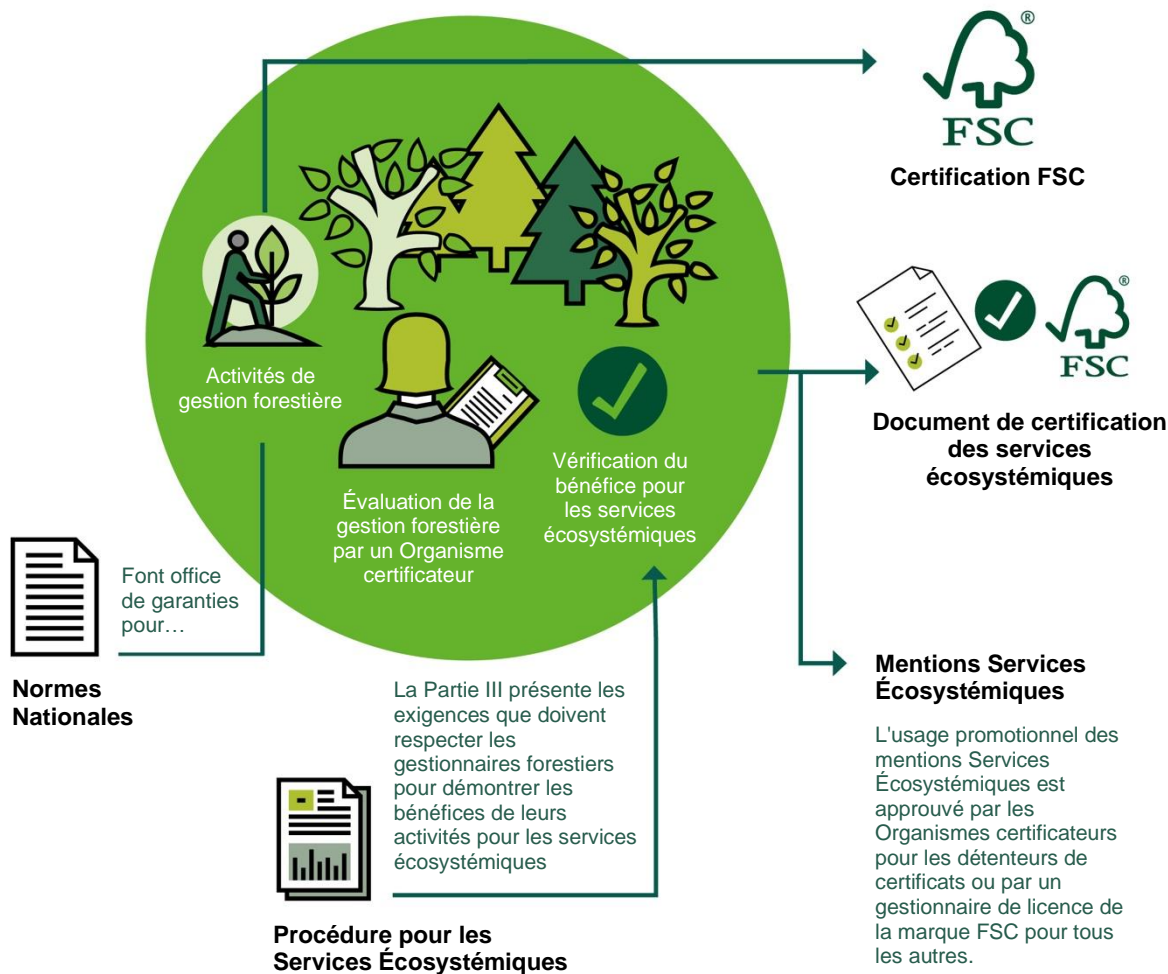 ®
FSC
Certification FSC
®
FSC
Document de certification
des services
écosystémiques
Activités de
gestion forestière
Évaluation de la
gestion forestière
par un Organisme
certificateur
Vérification du
bénéfice pour
les services
écosystémiques
Font office
de garanties
pour…
Normes
Nationales
La Partie III présente les
exigences que doivent
respecter les
gestionnaires forestiers
pour démontrer les
bénéfices de leurs
activités pour les services
écosystémiques
Procédure pour les
Services Écosystémiques
Mentions Services
Écosystémiques
L'usage promotionnel des
mentions Services
Écosystémiques est
approuvé par les
Organismes certificateurs
pour les détenteurs de
certificats ou par un
gestionnaire de licence de
la marque FSC pour tous
les autres.